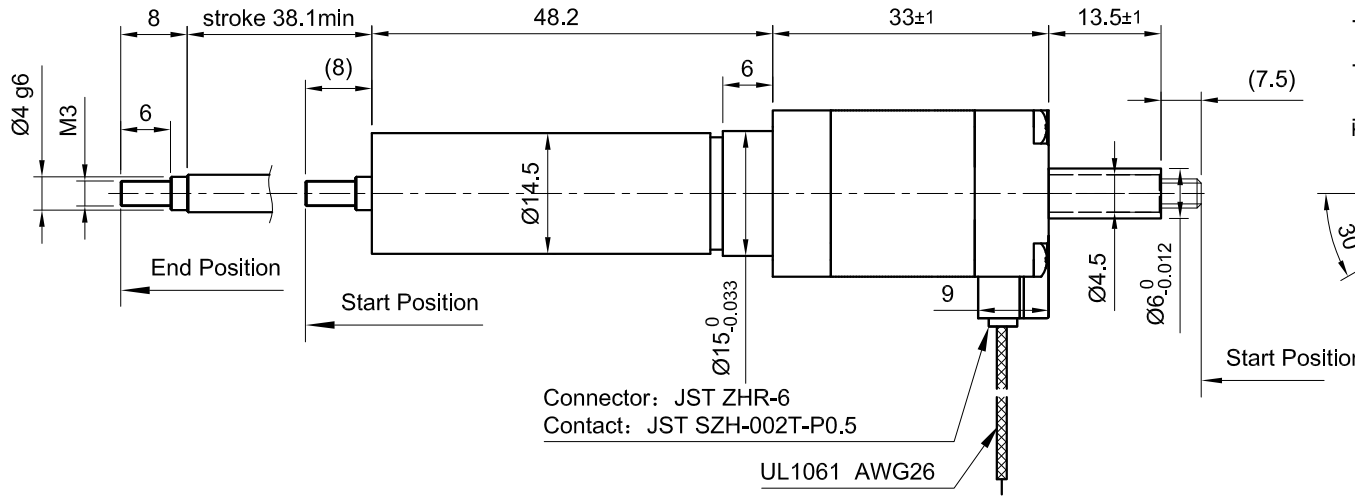 8
stroke 38.1min
48.2
33±1
13.5±1
(8)
6
(7.5)
Ø4 g6
M3
6
Ø14.5
30
End Position
Start Position
9
Ø4.5
Ø6 0 -0.012
Ø15 0 -0.033
Start Position
Connector: JST ZHR-6
Contact: JST SZH-002T-P0.5
UL1061 AWG26